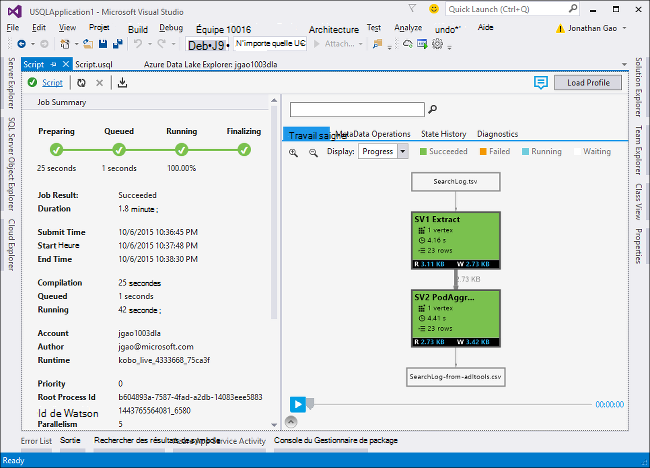 USQLApplication1 - Microsoft Visual Studio
Quick Launch (Ctrl+Q)
File Edit View Project Build Debug Équipe 10016 Architecture Test Analyze undo*" Aide Jonathan Gao
Deb•J9 N"importe quelle U Attach...
Script Script.usql Azure Data Lake Explorer: jgao1003dla
Script
Load Profile
Server Explorer
SQL Server Object Explorer
Cloud Explorer
Solution Explorer
Team Explorer
Class View
Properties
Job Summary
Preparing Queued Running Finalizing
25 seconds 1 seconds 100.00%
Job Result: Succeeded
Duration 1.8 minute ;
Submit Time 10/6/2015 10:36:45 PM
Start Heure 10/6/2015 10:37:48 PM
End Time 10/6/2015 10:38:30 PM
Compilation 25 secondes
Queued 1 seconds
Running 42 seconde ;
Account jgao1003dla
Author jgao@microsoft.com
Runtime kobo_live_4333668_75ca3f
Priority 0
Root Process Id b604893a-7587-4fad-a2db-14083eee5883
Id de Watson 1443765564081_6580
Parallelism 5
Travail saigner MetaData Operations State History Diagnostics
Display: Progress Succeeded Failed Running Waiting
SearchLog.tsv
SV1 Extract
1 vertex
4.16 s
23 rows
R 3.11 KB W 2.73 KB
2.73 KB
SV2 PodAggr...
1 vertex
4.41 s
23 rows
R 2.73 KB W 3.42 KB
SearchLog-from-adltools.csv
00:00:00
Error List Sortie Rechercher des résultats de symbole App Service Activity Console du Gestionnaire de package
Ready